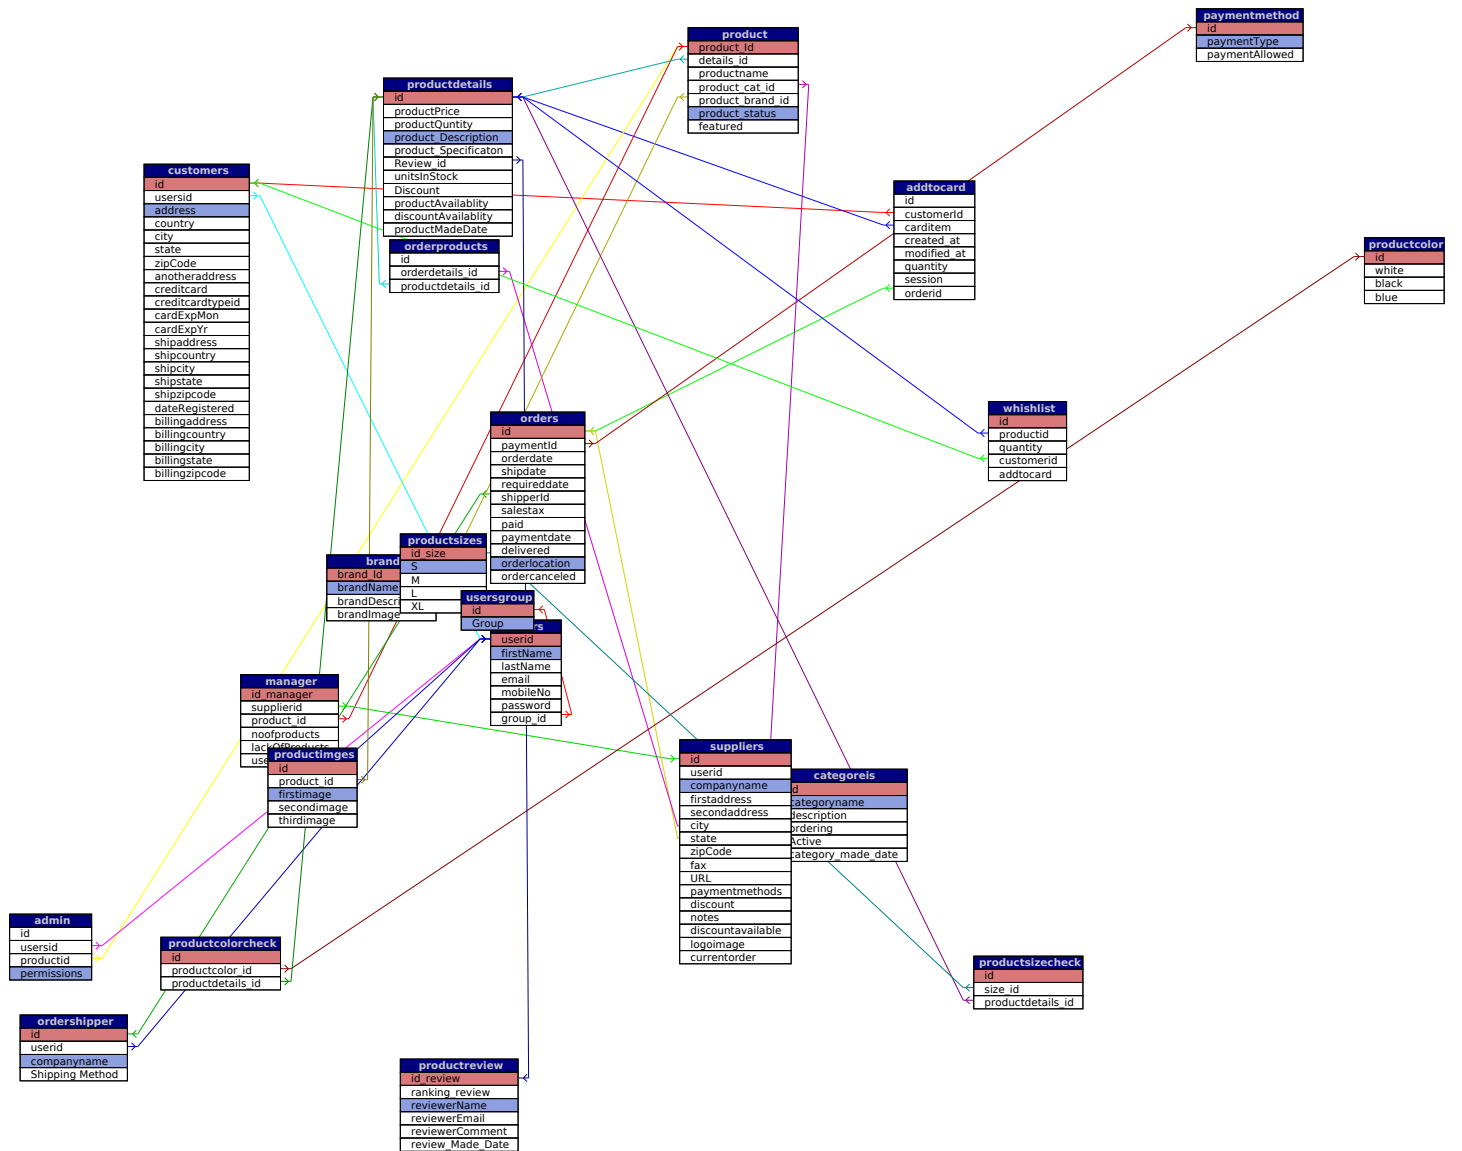 paymentmethod
id
paymentType
paymentAllowed
product
product_Id
details_id
productname
product_cat_id
product_brand_id
product_status
featured
productdetails
id
productPrice
productQuntity
product_Description
product_Specificaton
Review_id
unitsInStock
Discount
productAvailablity
discountAvailablity
productMadeDate
customers
id
usersid
address
country
city
state
zipCode
anotheraddress
creditcard
creditcardtypeid
cardExpMon
cardExpYr
shipaddress
shipcountry
shipcity
shipstate
shipzipcode
dateRegistered
billingaddress
billingcountry
billingcity
billingstate
billingzipcode
orderproducts
id
orderdetails_id
productdetails_id
addtocard
id
customerId
carditem
created_at
modified_at
quantity
session
orderid
productcolor
id
white
black
blue
whishlist
id
productid
quantity
customerid
addtocard
orders
id
paymentId
orderdate
shipdate
requireddate
shipperId
salestax
paid
paymentdate
delivered
orderlocation
ordercanceled
productsizes
id_size
S
M
L
XL
brand
brand_Id
brandName
brandDescri
brandImage
usersgroup
id
Group
rs
userid
firstName
lastName
email
mobileNo
password
group_id
manager
id_manager
supplierid
product_id
noofproducts
lackOfProducts
use
productimges
id
product_id
firstimage
secondimage
thirdimage
suppliers
id
userid
companyname
firstaddress
secondaddress
city
state
zipCode
fax
URL
paymentmethods
discount
notes
discountavailable
logoimage
currentorder
categoreis
id
categoryname
description
ordering
Active
category_made_date
admin
id
usersid
productid
permissions
productcolorcheck
id
productcolor_id
productdetails_id
productsizecheck
id
size_id
productdetails_id
ordershipper
id
userid
companyname
Shipping Method
productreview
id_review
ranking_review
reviewerName
reviewerEmail
reviewerComment
review_Made_Date